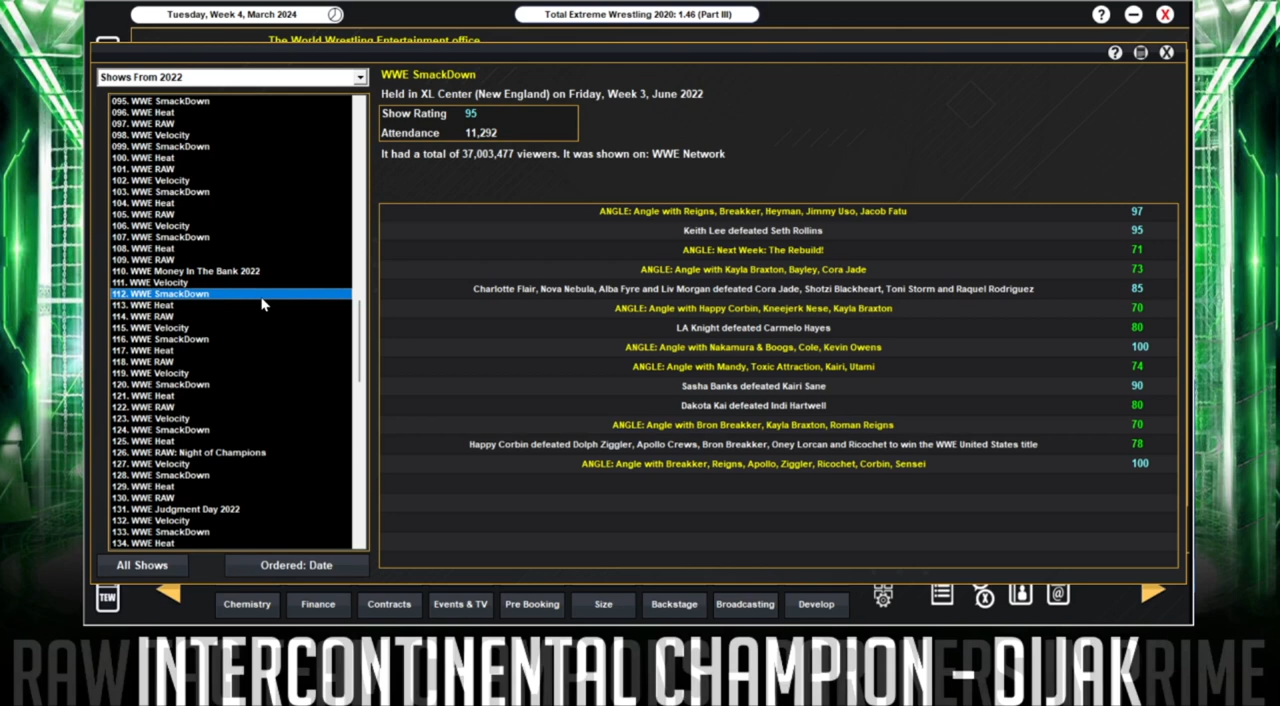 Tuesday, Week 4, March 2024
Total Extreme Wrestling 2020: 1.46 (Part III)
?
X
The World Wrestling Entertainment office
?
X
Shows From 2022
095. WWE SmackDown
096. WWE Heat
097. WWE RAW
098. WWE Velocity
099. WWE SmackDown
100. WWE Heat
101. WWE RAW
102. WWE Velocity
103. WWE SmackDown
104. WWE Heat
105. WWE RAW
106. WWE Velocity
107. WWE SmackDown
108. WWE Heat
109. WWE RAW
110. WWE Money In The Bank 2022
111. WWE Velocity
112. WWE SmackDown
113. WWE Heat
114. WWE RAW
115. WWE Velocity
116. WWE SmackDown
117. WWE Heat
118. WWE RAW
119. WWE Velocity
120. WWE SmackDown
121. WWE Heat
122. WWE RAW
123. WWE Velocity
124. WWE SmackDown
125. WWE Heat
126. WWE RAW: Night of Champions
127. WWE Velocity
128. WWE SmackDown
129. WWE Heat
130. WWE RAW
131. WWE Judgment Day 2022
132. WWE Velocity
133. WWE SmackDown
134. WWE Heat
All Shows
Ordered: Date
WWE SmackDown
Held in XL Center (New England) on Friday, Week 3, June 2022
Show Rating 95
Attendance 11,292
It had a total of 37,003,477 viewers. It was shown on: WWE Network
ANGLE: Angle with Reigns, Breakker, Heyman, Jimmy Uso, Jacob Fatu 97
Keith Lee defeated Seth Rollins 95
ANGLE: Next Week: The Rebuild! 71
ANGLE: Angle with Kayla Braxton, Bayley, Cora Jade 73
Charlotte Flair, Nova Nebula, Alba Fyre and Liv Morgan defeated Cora Jade, Shotzi Blackheart, Toni Storm and Raquel Rodriguez 85
ANGLE: Angle with Happy Corbin, Kneejerk Nese, Kayla Braxton 70
LA Knight defeated Carmelo Hayes 80
ANGLE: Angle with Nakamura & Boogs, Cole, Kevin Owens 100
ANGLE: Angle with Mandy, Toxic Attraction, Kairi, Utami 74
Sasha Banks defeated Kairi Sane 90
Dakota Kai defeated Indi Hartwell 80
ANGLE: Angle with Bron Breakker, Kayla Braxton, Roman Reigns 70
Happy Corbin defeated Dolph Ziggler, Apollo Crews, Bron Breakker, Oney Lorcan and Ricochet to win the WWE United States title 78
ANGLE: Angle with Breakker, Reigns, Apollo, Ziggler, Ricochet, Corbin, Sensei 100
TEW
Chemistry
Finance
Contracts
Events & TV
Pre Booking
Size
Backstage
Broadcasting
Develop
@
RAW INTERCONTINENTAL CHAMPION - DIJAK PRIME